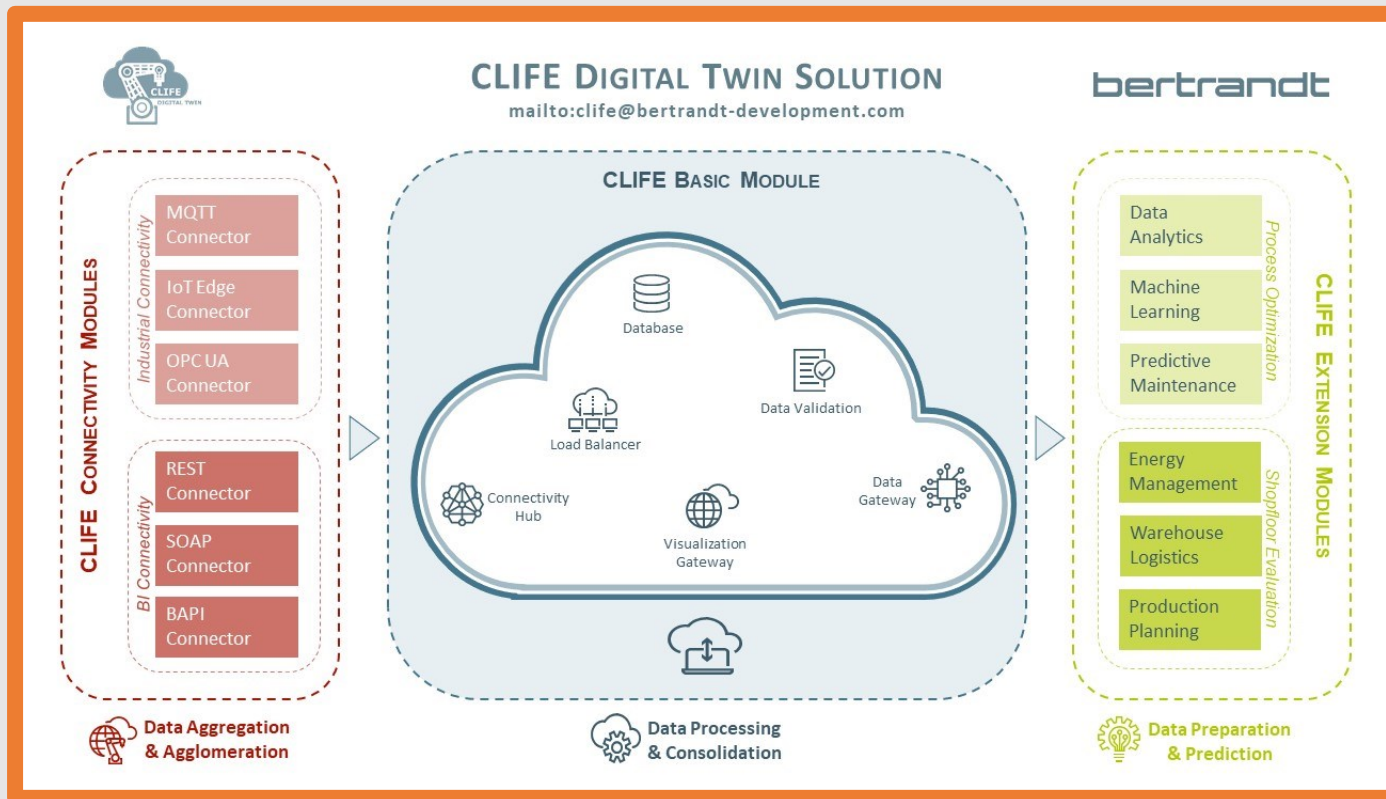 CLIFE
DIGITAL TWIN
CLIFE DIGITAL TWIN SOLUTION
mailto:clife@bertrandt-development.com
bertrandt
CLIFE CONNECTIVITY MODULES
Industrial Connectivity
MQTT
Connector
IoT Edge
Connector
OPC UA
Connector
BI Connectivity
REST
Connector
SOAP
Connector
BAPI
Connector
Data Aggregation
& Agglomeration
CLIFE BASIC MODULE
Database
Data Validation
Load Balancer
Connectivity
Hub
Data
Gateway
Visualization
Gateway
Data Processing
& Consolidation
Data
Analytics
Machine
Learning
Predictive
Maintenance
Process Optimization
Energy
Management
Warehouse
Logistics
Production
Planning
Shopfloor Evaluation
CLIFE EXTENSION MODULES
Data Preparation
& Prediction